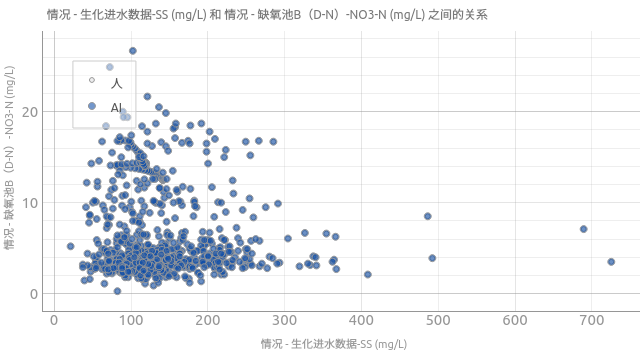 情况 - 生化进水数据-SS (mg/L) 和 情况 - 缺氧池B（D-N）-NO3-N (mg/L) 之间的关系
人
AI
20
10
0
情况 - 缺氧池B（D-N）-NO3-N (mg/L)
0 100 200 300 400 500 600 700
情况 - 生化进水数据-SS (mg/L)